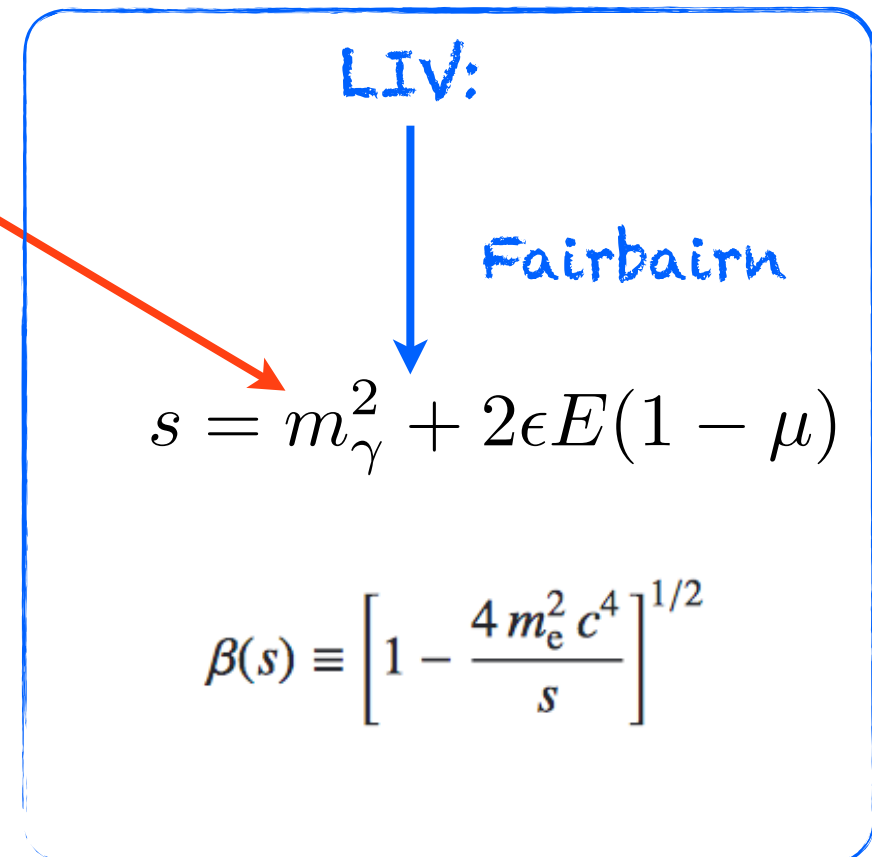 LIV:
Fairbairn
s = m_γ^2 + 2ϵE(1 − μ)
β(s) ≡ [1 − 4 m_e^2 c^4 / s]^{1/2}